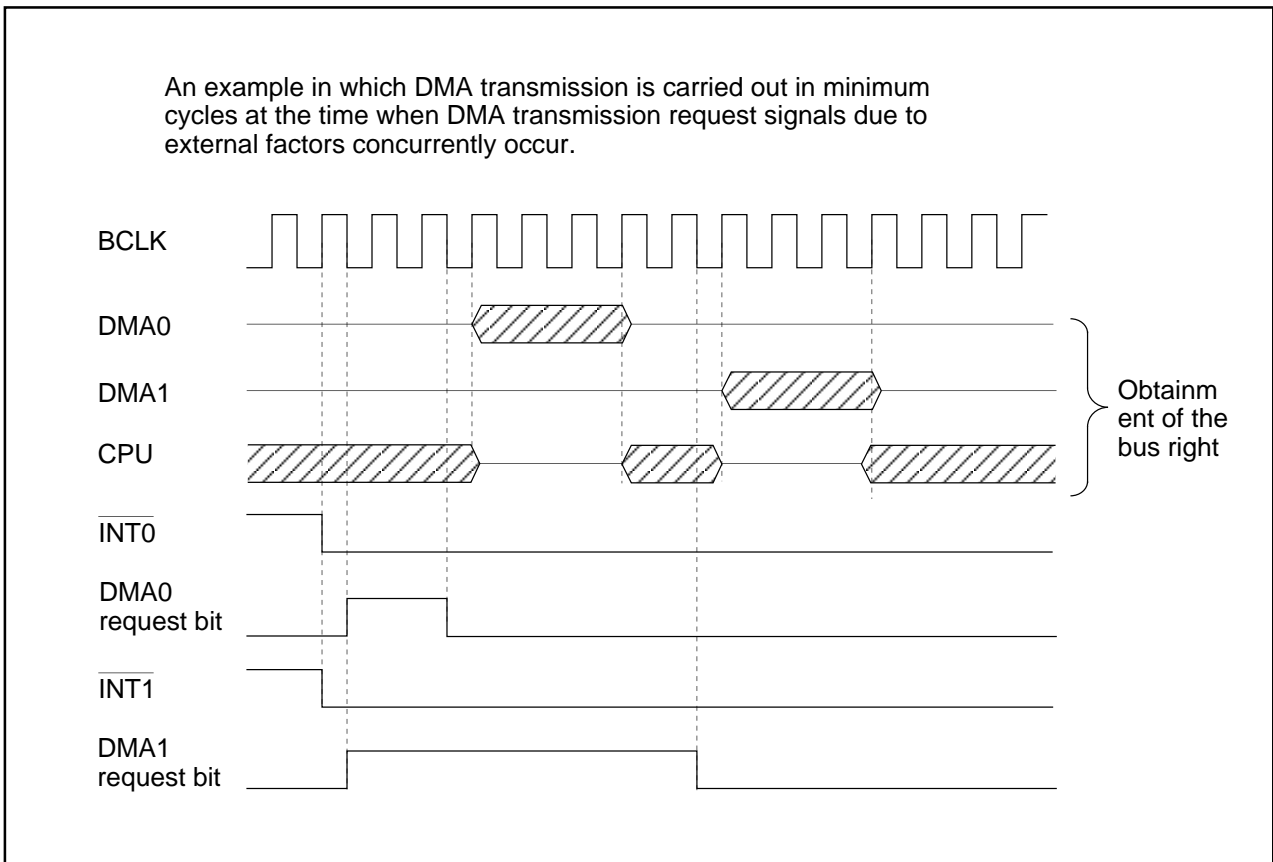 An example in which DMA transmission is carried out in minimum
cycles at the time when DMA transmission request signals due to
external factors concurrently occur.
BCLK
DMA0
DMA1
CPU
Obtainm
ent of the
bus right
INT0
DMA0
request bit
INT1
DMA1
request bit